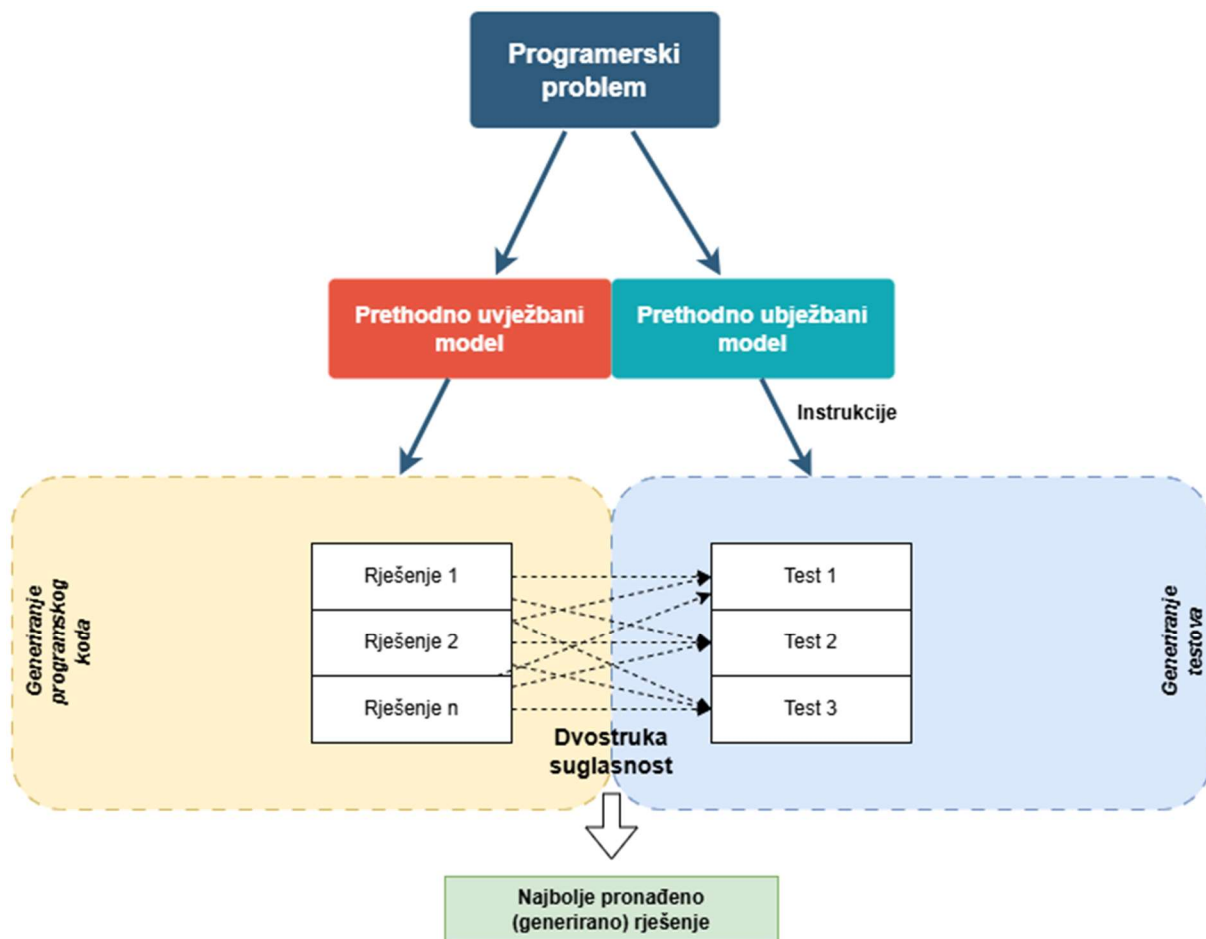 Programerski
problem
Prethodno uvježbani
model
Prethodno ubježbani
model
Instrukcije
Generiranje
programskog
koda
Rješenje 1
Rješenje 2
Rješenje n
Test 1
Test 2
Test 3
Generiranje
testova
Dvostruka
suglasnost
Najbolje pronađeno
(generirano) rješenje